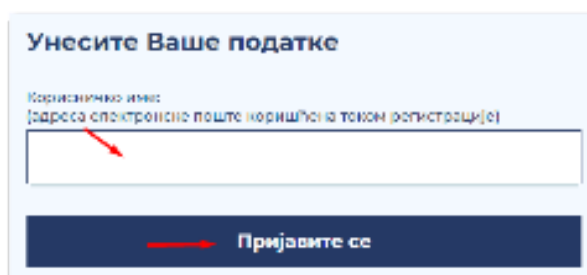 Унесите Ваше податке
Корисничко име:
(адреса електронске поште коришћена током регистрације)
Пријавите се